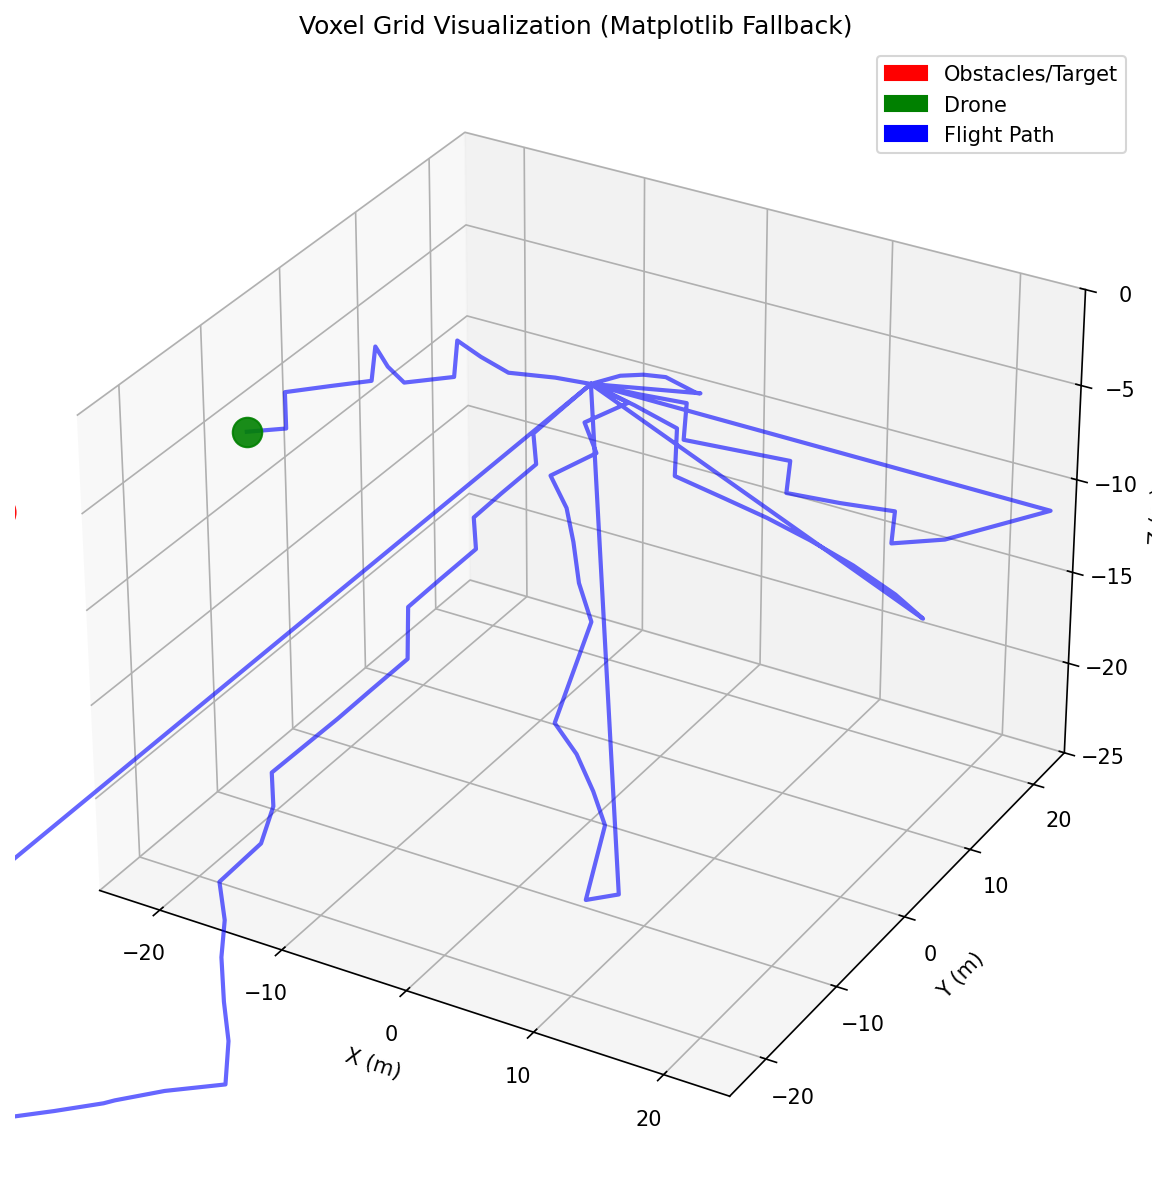 Voxel Grid Visualization (Matplotlib Fallback)
Obstacles/Target
Drone
Flight Path
0
−5
−10
−15
−20
−25
20
10
0
−10
−20
Y (m)
−20
−10
0
10
20
X (m)